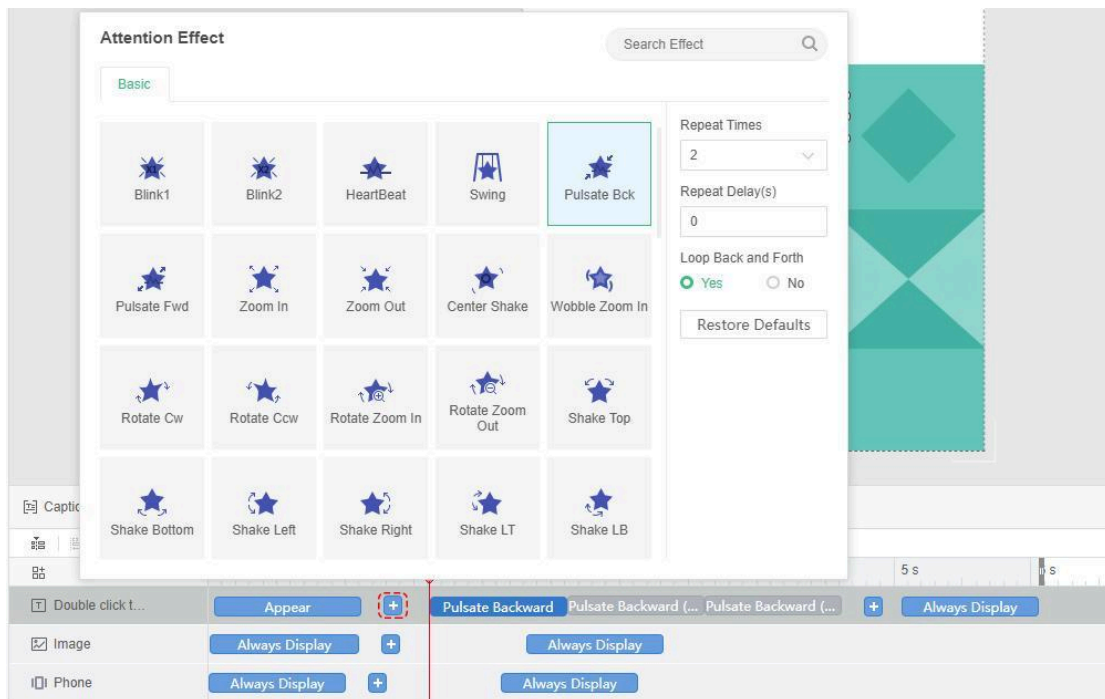 Attention Effect
Search Effect
Basic
Blink1
Blink2
HeartBeat
Swing
Pulsate Bck
Pulsate Fwd
Zoom In
Zoom Out
Center Shake
Wobble Zoom In
Rotate Cw
Rotate Ccw
Rotate Zoom In
Rotate Zoom
Out
Shake Top
Shake Bottom
Shake Left
Shake Right
Shake LT
Shake LB
Repeat Times
2
Repeat Delay(s)
0
Loop Back and Forth
Yes No
Restore Defaults
Captic
5 s
s
Double click t... Appear + Pulsate Backward Pulsate Backward (... Pulsate Backward (... + Always Display
Image Always Display + Always Display
Phone Always Display + Always Display